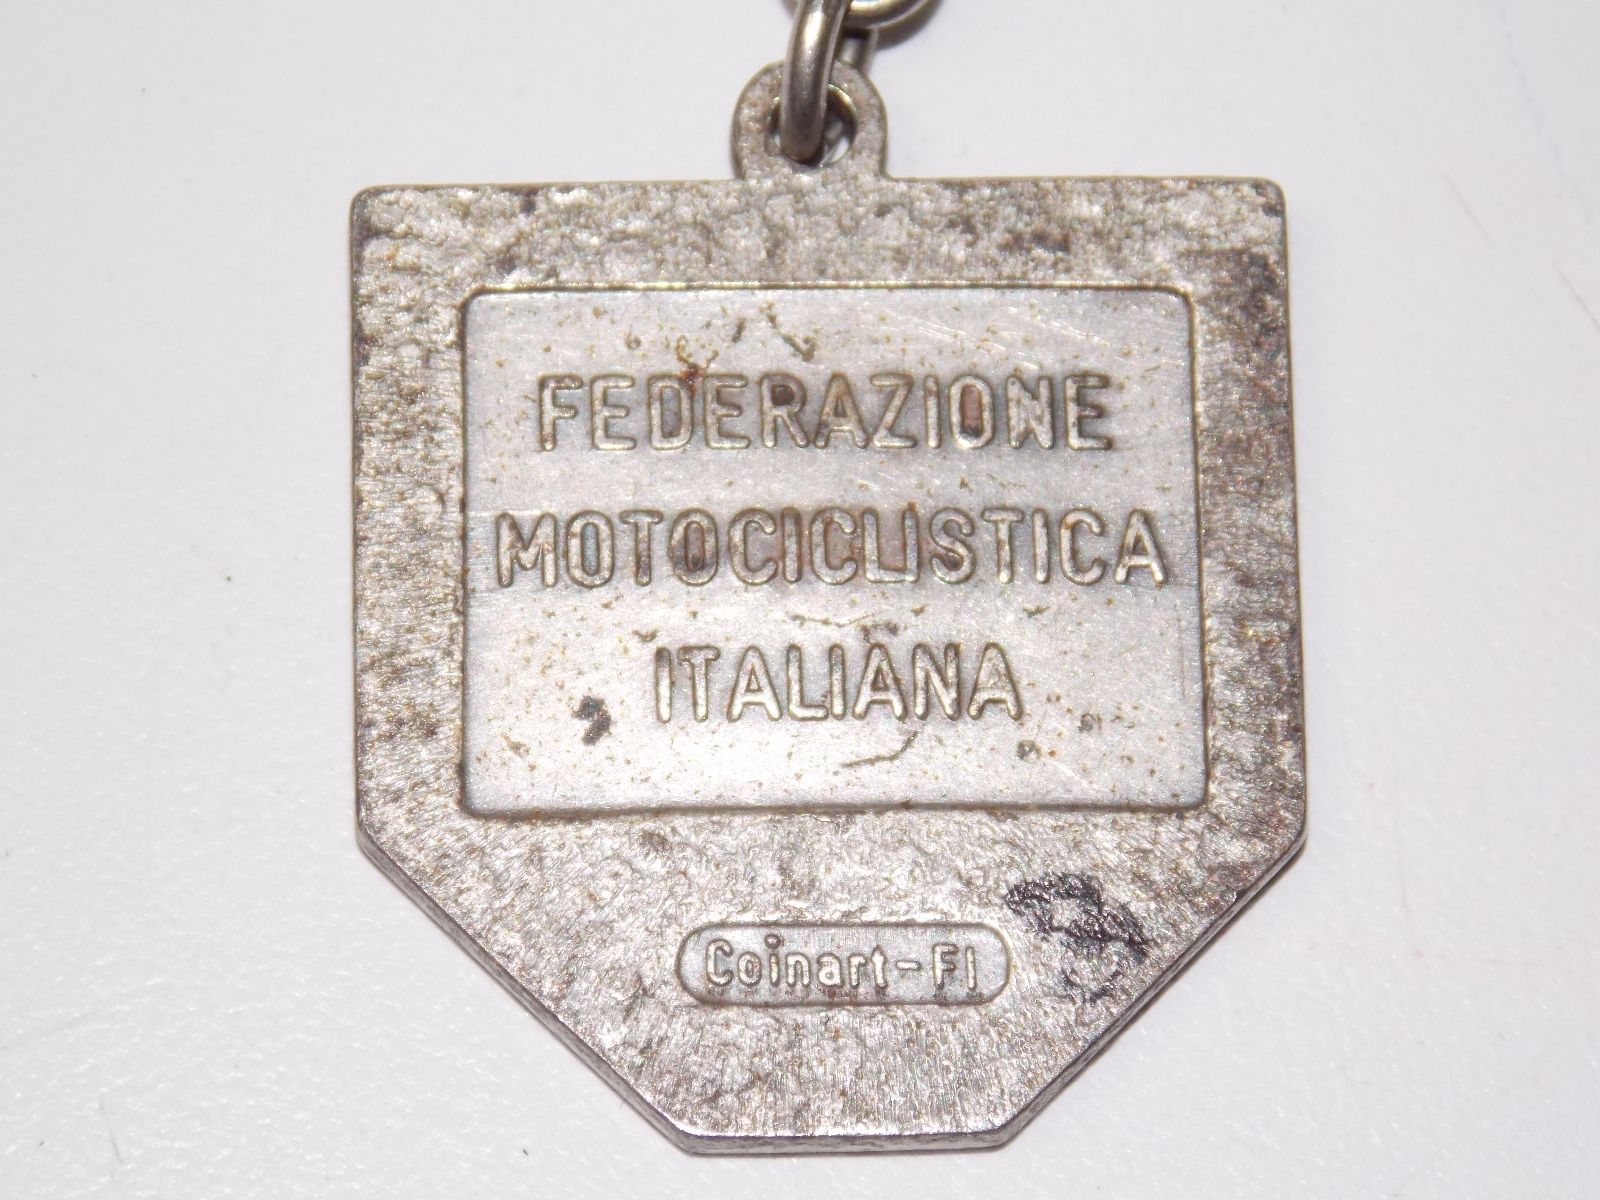 FEDERAZIONE
MOTOCICLISTICA
ITALIANA
Coinart-FI